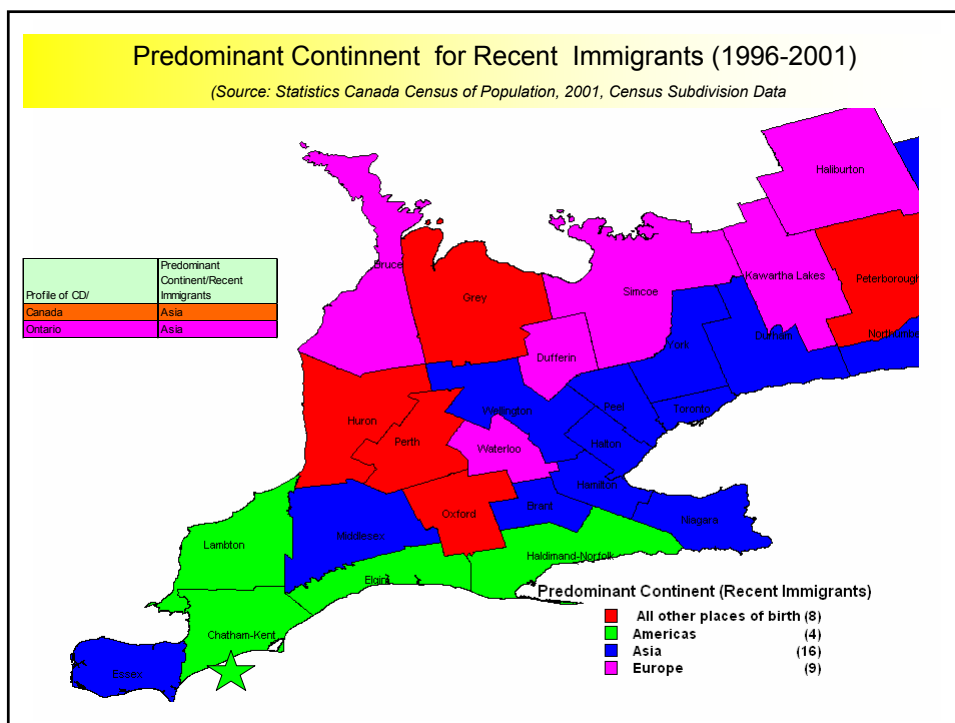 Predominant Continnent for Recent Immigrants (1996-2001)
(Source: Statistics Canada Census of Population, 2001, Census Subdivision Data
Haliburton
Bruce
Kawartha Lakes
Peterborough
Grey
Simcoe
Profile of CD/
Predominant
Continent/Recent
Immigrants
Canada Asia
Ontario Asia
York
Durham
Dufferin
Wellington
Peel
Toronto
Huron
Perth
Waterloo
Halton
Hamilton
Oxford
Brant
Niagara
Middlesex
Lambton
Haldimand-Norfolk
Elgin
Chatham-Kent
Essex
Predominant Continent (Recent Immigrants)
All other places of birth (8)
Americas (4)
Asia (16)
Europe (9)